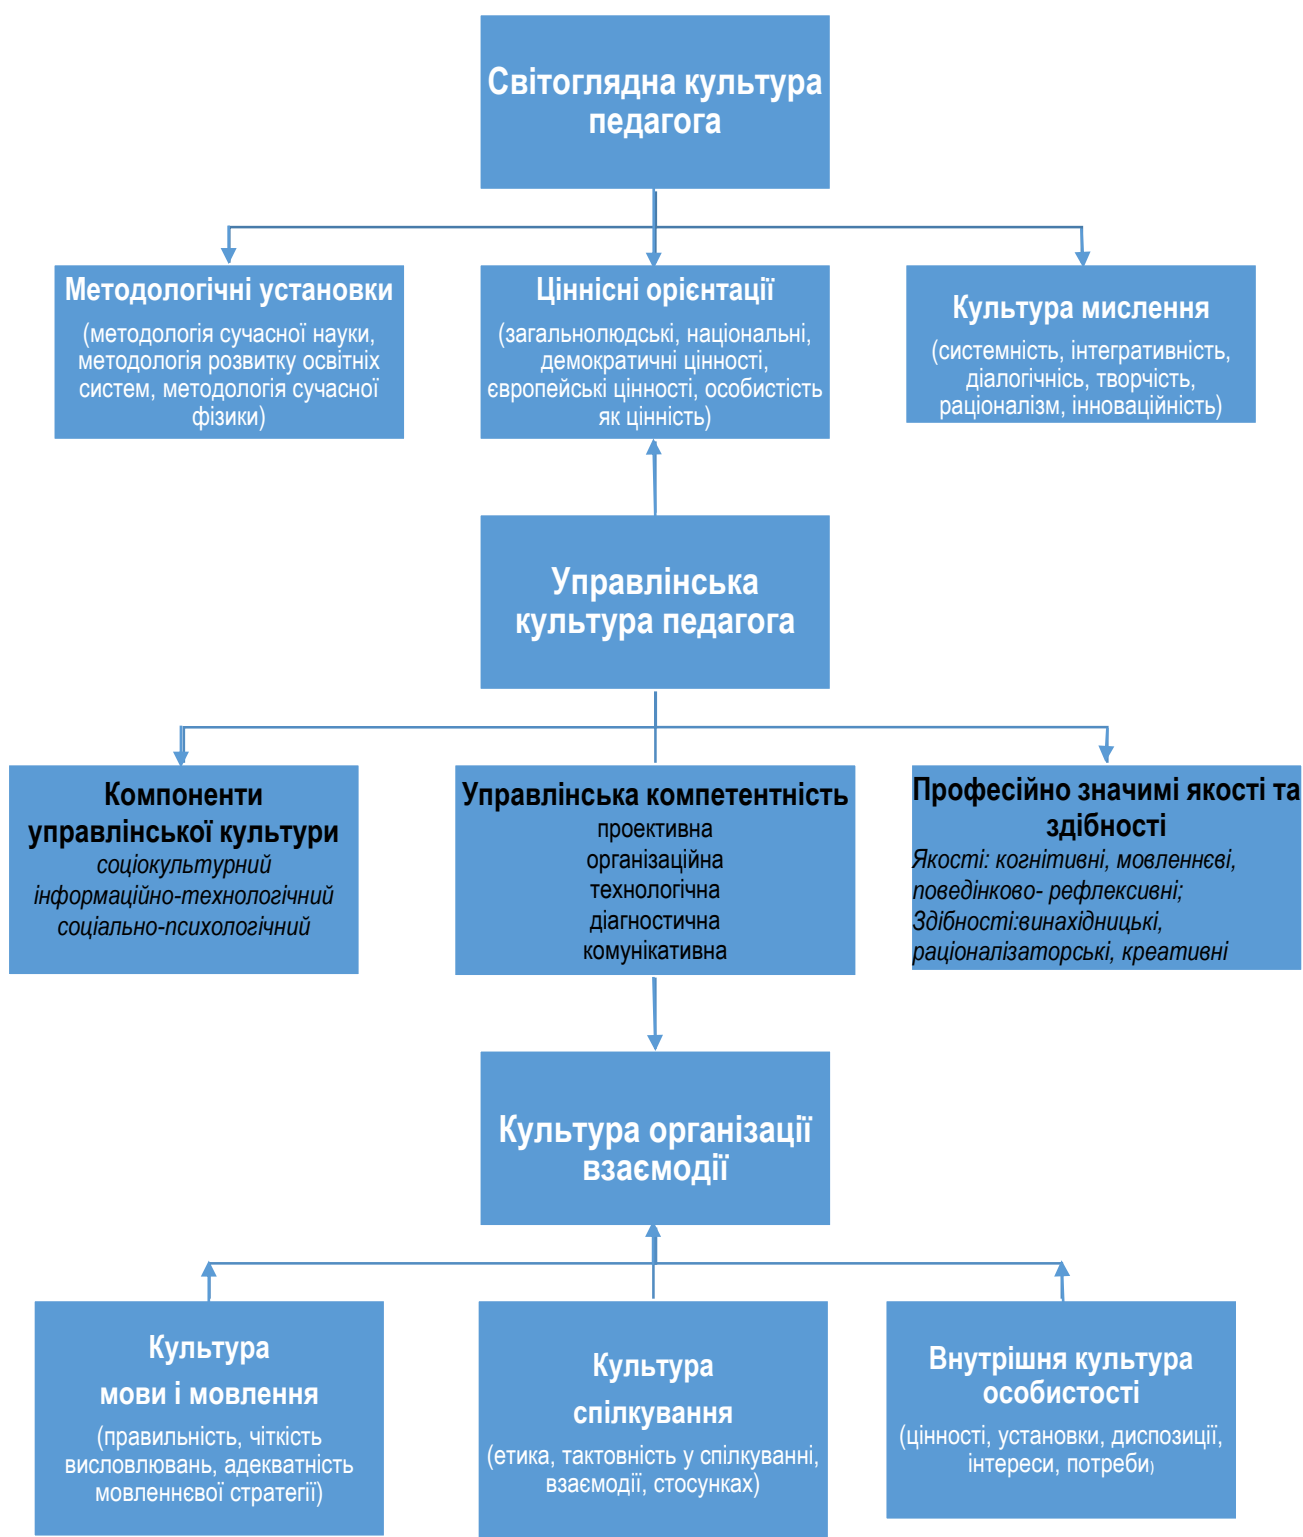 Світоглядна культура
педагога
Методологічні установки
(методологія сучасної науки,
методологія розвитку освітніх
систем, методологія сучасної
фізики)
Ціннісні орієнтації
(загальнолюдські, національні,
демократичні цінності,
європейські цінності, особистість
як цінність)
Культура мислення
(системність, інтегративність,
діалогічнісь, творчість,
раціоналізм, інноваційність)
Управлінська
культура педагога
Компоненти
управлінської культури
соціокультурний
інформаційно-технологічний
соціально-психологічний
Управлінська компетентність
проективна
організаційна
технологічна
діагностична
комунікативна
Професійно значимі якості та
здібності
Якості: когнітивні, мовленнєві,
поведінково- рефлексивні;
Здібності:винахідницькі,
раціоналізаторські, креативні
Культура організації
взаємодії
Культура
мови і мовлення
(правильність, чіткість
висловлювань, адекватність
мовленнєвої стратегії)
Культура
спілкування
(етика, тактовність у спілкуванні,
взаємодії, стосунках)
Внутрішня культура
особистості
(цінності, установки, диспозиції,
інтереси, потреби)